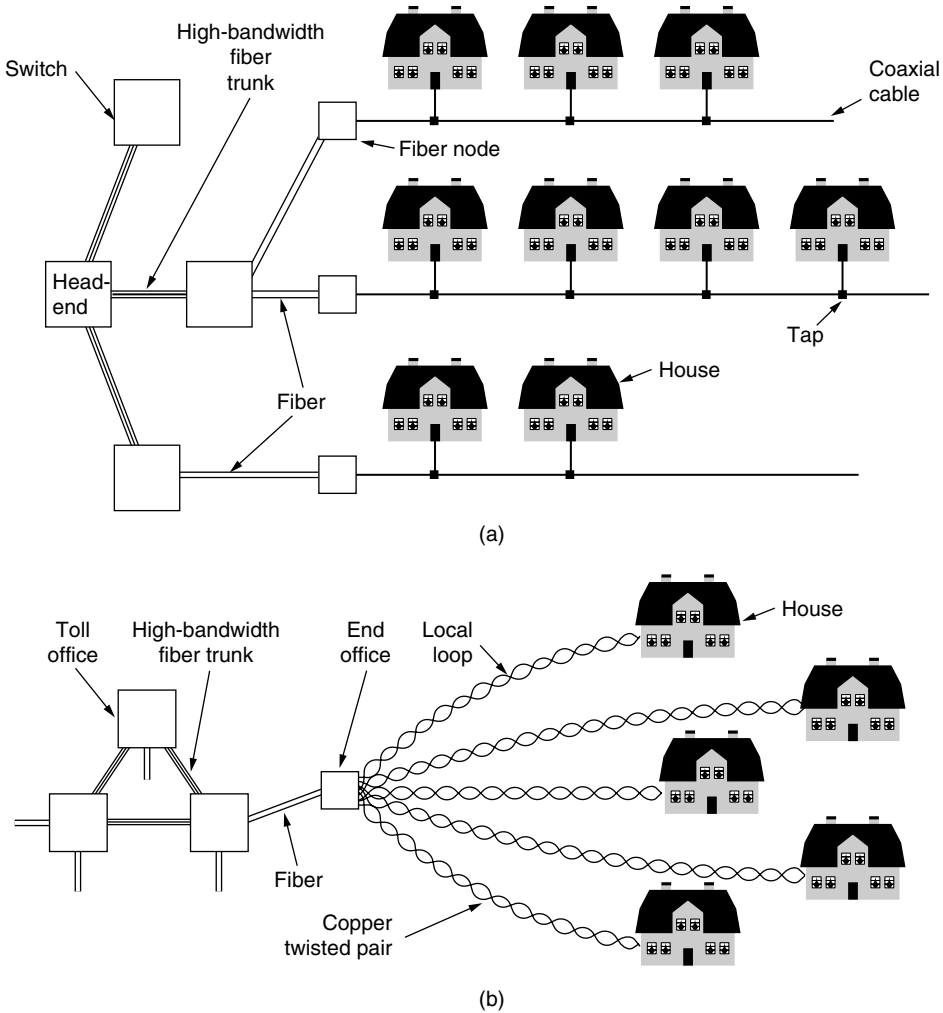 High-bandwidth
fiber
trunk
Switch
Coaxial
cable
Fiber node
Head-
end
Tap
House
Fiber
(a)
House
Toll
office
High-bandwidth
fiber trunk
End
office
Local
loop
Fiber
Copper
twisted pair
(b)